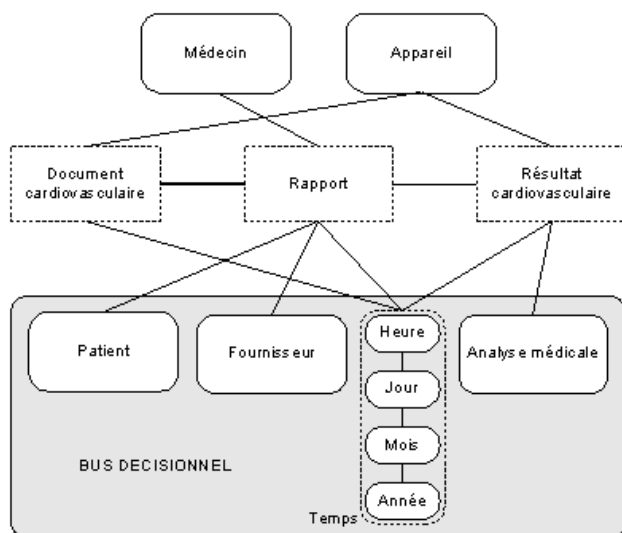 Médecin
Appareil
Document
cardiovasculaire
Rapport
Résultat
cardiovasculaire
Patient
Fournisseur
Heure
Analyse médicale
Jour
Mois
BUS DECISIONNEL
Année
Temps